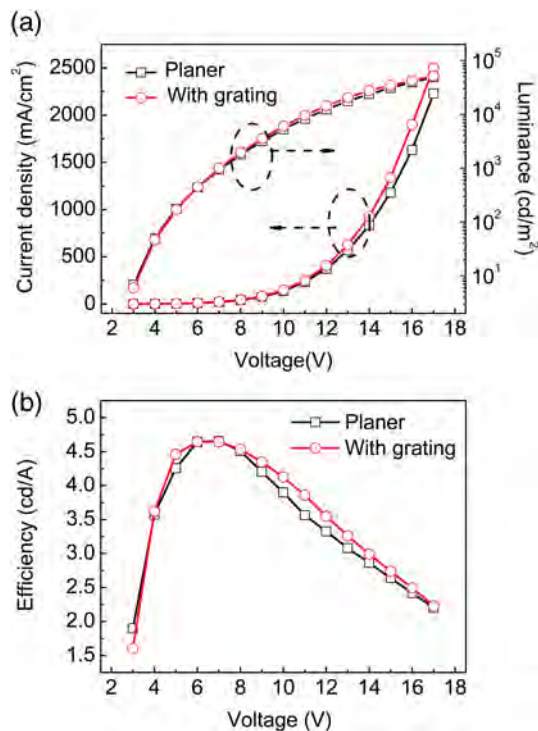 (a)
2500
2000
1500
1000
500
0
Current density (mA/cm²)
Planer
With grating
10⁵
10⁴
10³
10²
10¹
Luminance (cd/m²)
2 4 6 8 10 12 14 16 18
Voltage(V)
(b)
5.0
4.5
4.0
3.5
3.0
2.5
2.0
1.5
Efficiency (cd/A)
Planer
With grating
2 4 6 8 10 12 14 16 18
Voltage (V)